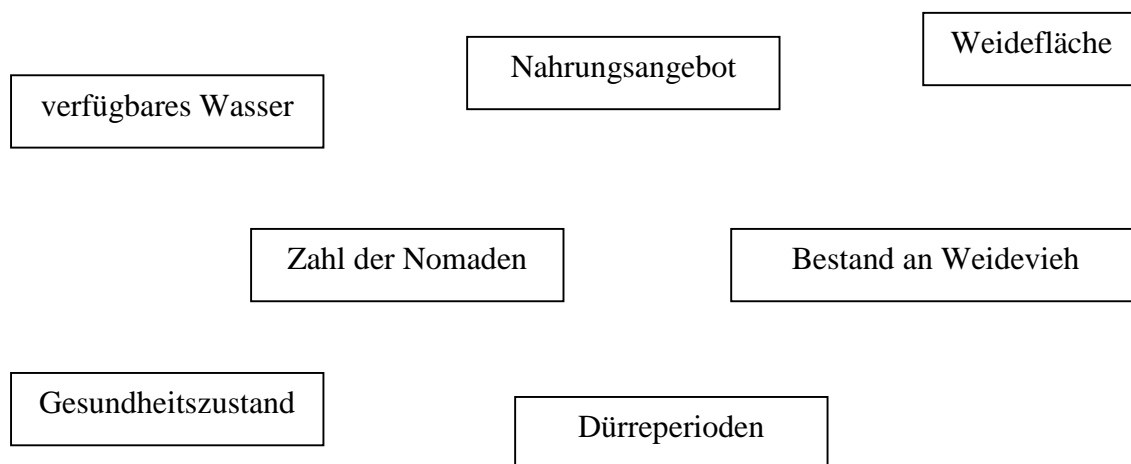 Weidefläche
Nahrungsangebot
verfügbares Wasser
Zahl der Nomaden
Bestand an Weidevieh
Gesundheitszustand
Dürreperioden